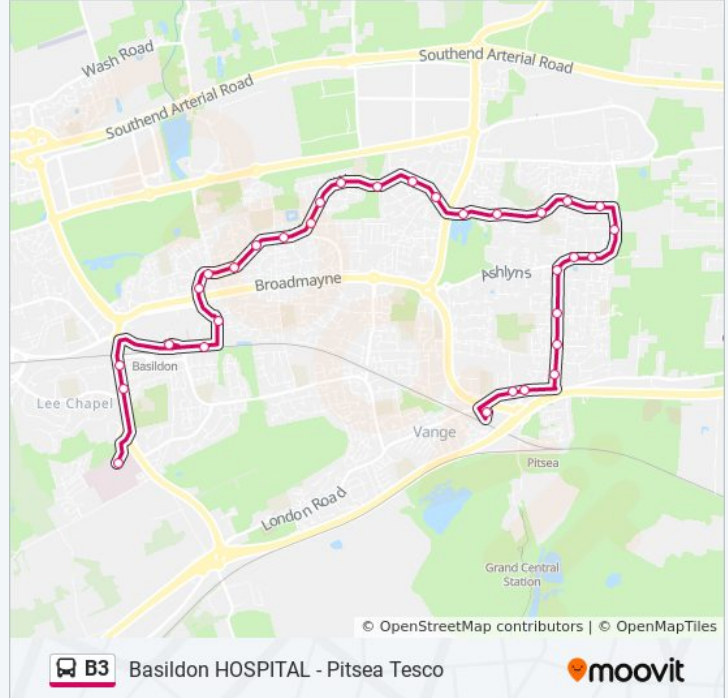 Southend Arterial Road
Wash Road
Southend Arterial Road
Broadmayne
Ashlyns
Basildon
Lee Chapel
Vange
Pitsea
London Road
Grand Central
Station
© OpenStreetMap contributors | © OpenMapTiles
B3 Basildon HOSPITAL - Pitsea Tesco moovit